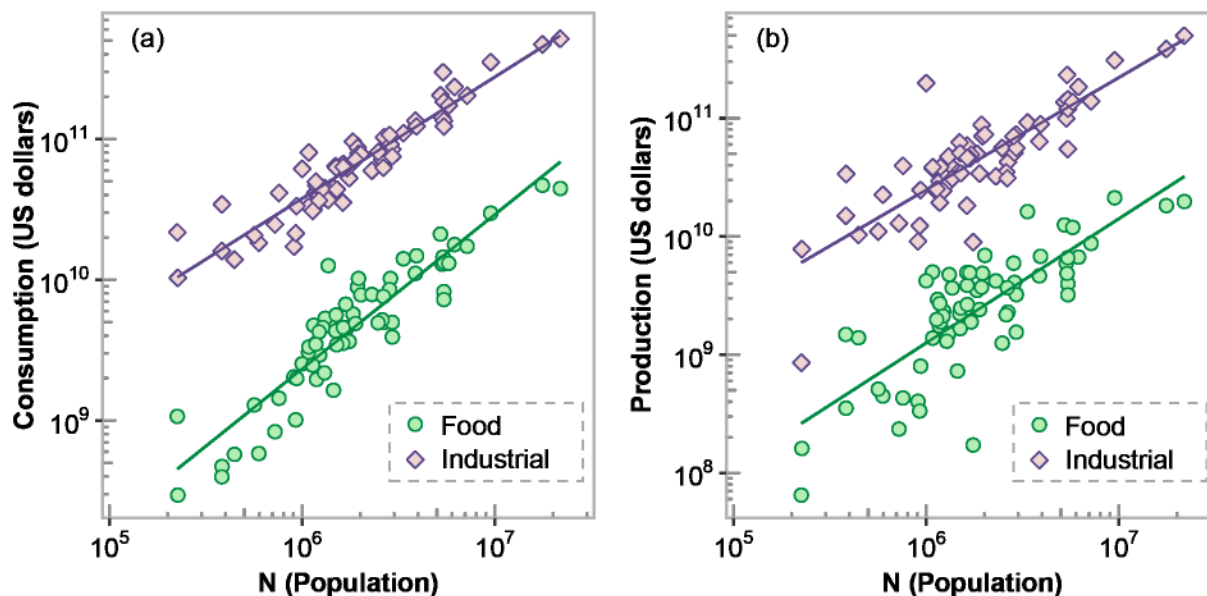 (a)
Consumption (US dollars)
10^11
10^10
10^9
Food
Industrial
10^5
10^6
10^7
N (Population)
(b)
Production (US dollars)
10^11
10^10
10^9
10^8
Food
Industrial
10^5
10^6
10^7
N (Population)